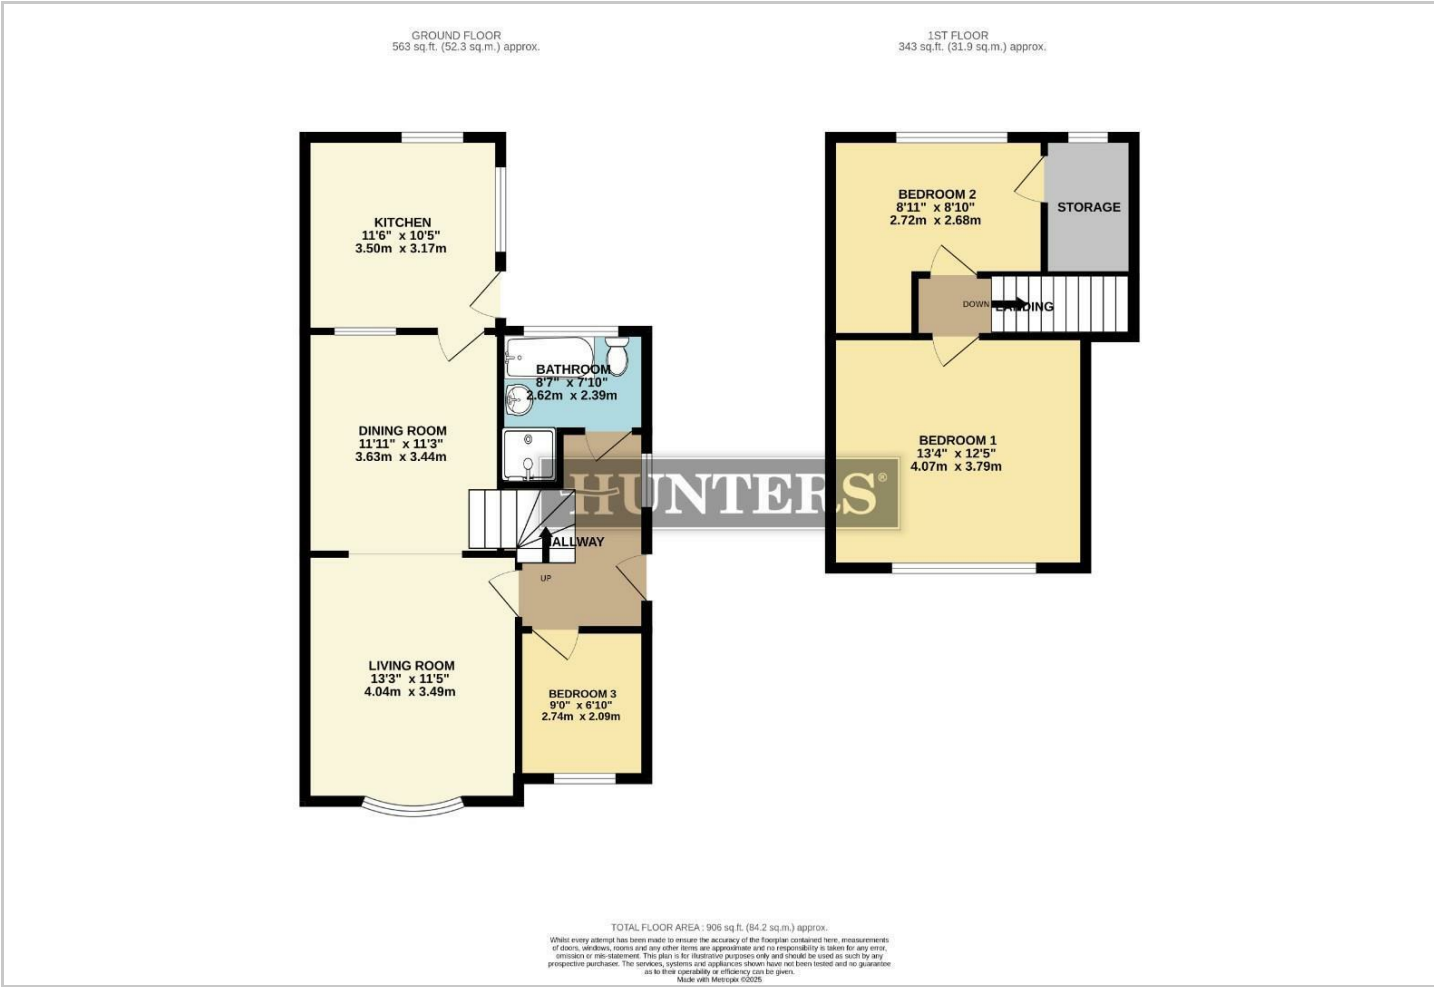 GROUND FLOOR
563 sq.ft. (52.3 sq.m.) approx.
1ST FLOOR
343 sq.ft. (31.9 sq.m.) approx.
KITCHEN
11'6" x 10'5"
3.50m x 3.17m
BATHROOM
8'7" x 7'10"
2.62m x 2.39m
DINING ROOM
11'11" x 11'3"
3.63m x 3.44m
HALLWAY
UP
LIVING ROOM
13'3" x 11'5"
4.04m x 3.49m
BEDROOM 3
9'0" x 6'10"
2.74m x 2.09m
BEDROOM 2
8'11" x 8'10"
2.72m x 2.68m
STORAGE
DOWN
LANDING
BEDROOM 1
13'4" x 12'5"
4.07m x 3.79m
HUNTERS®
TOTAL FLOOR AREA : 906 sq.ft. (84.2 sq.m.) approx.
Whilst every attempt has been made to ensure the accuracy of the floorplan contained here, measurements
of doors, windows, rooms and any other items are approximate and no responsibility is taken for any error,
omission or mis-statement. This plan is for illustrative purposes only and should be used as such by any
prospective purchaser. The services, systems and appliances shown have not been tested and no guarantee
as to their operability or efficiency can be given.
Made with Metropix ©2025